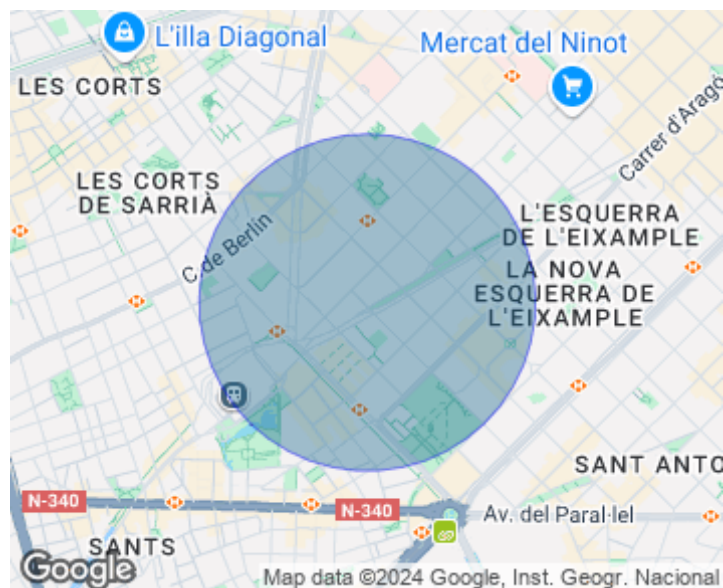 L'illa Diagonal
Mercat del Ninot
LES CORTS
Carrer d'Aragó
LES CORTS
DE SARRIÀ
L'ESQUERRA
DE L'EIXAMPLE
C. de Berlín
LA NOVA
ESQUERRA DE
L'EIXAMPLE
SANT ANTO
N-340
N-340
Av. del Paral·lel
SANTS
Google
Map data ©2024 Google, Inst. Geogr. Nacional